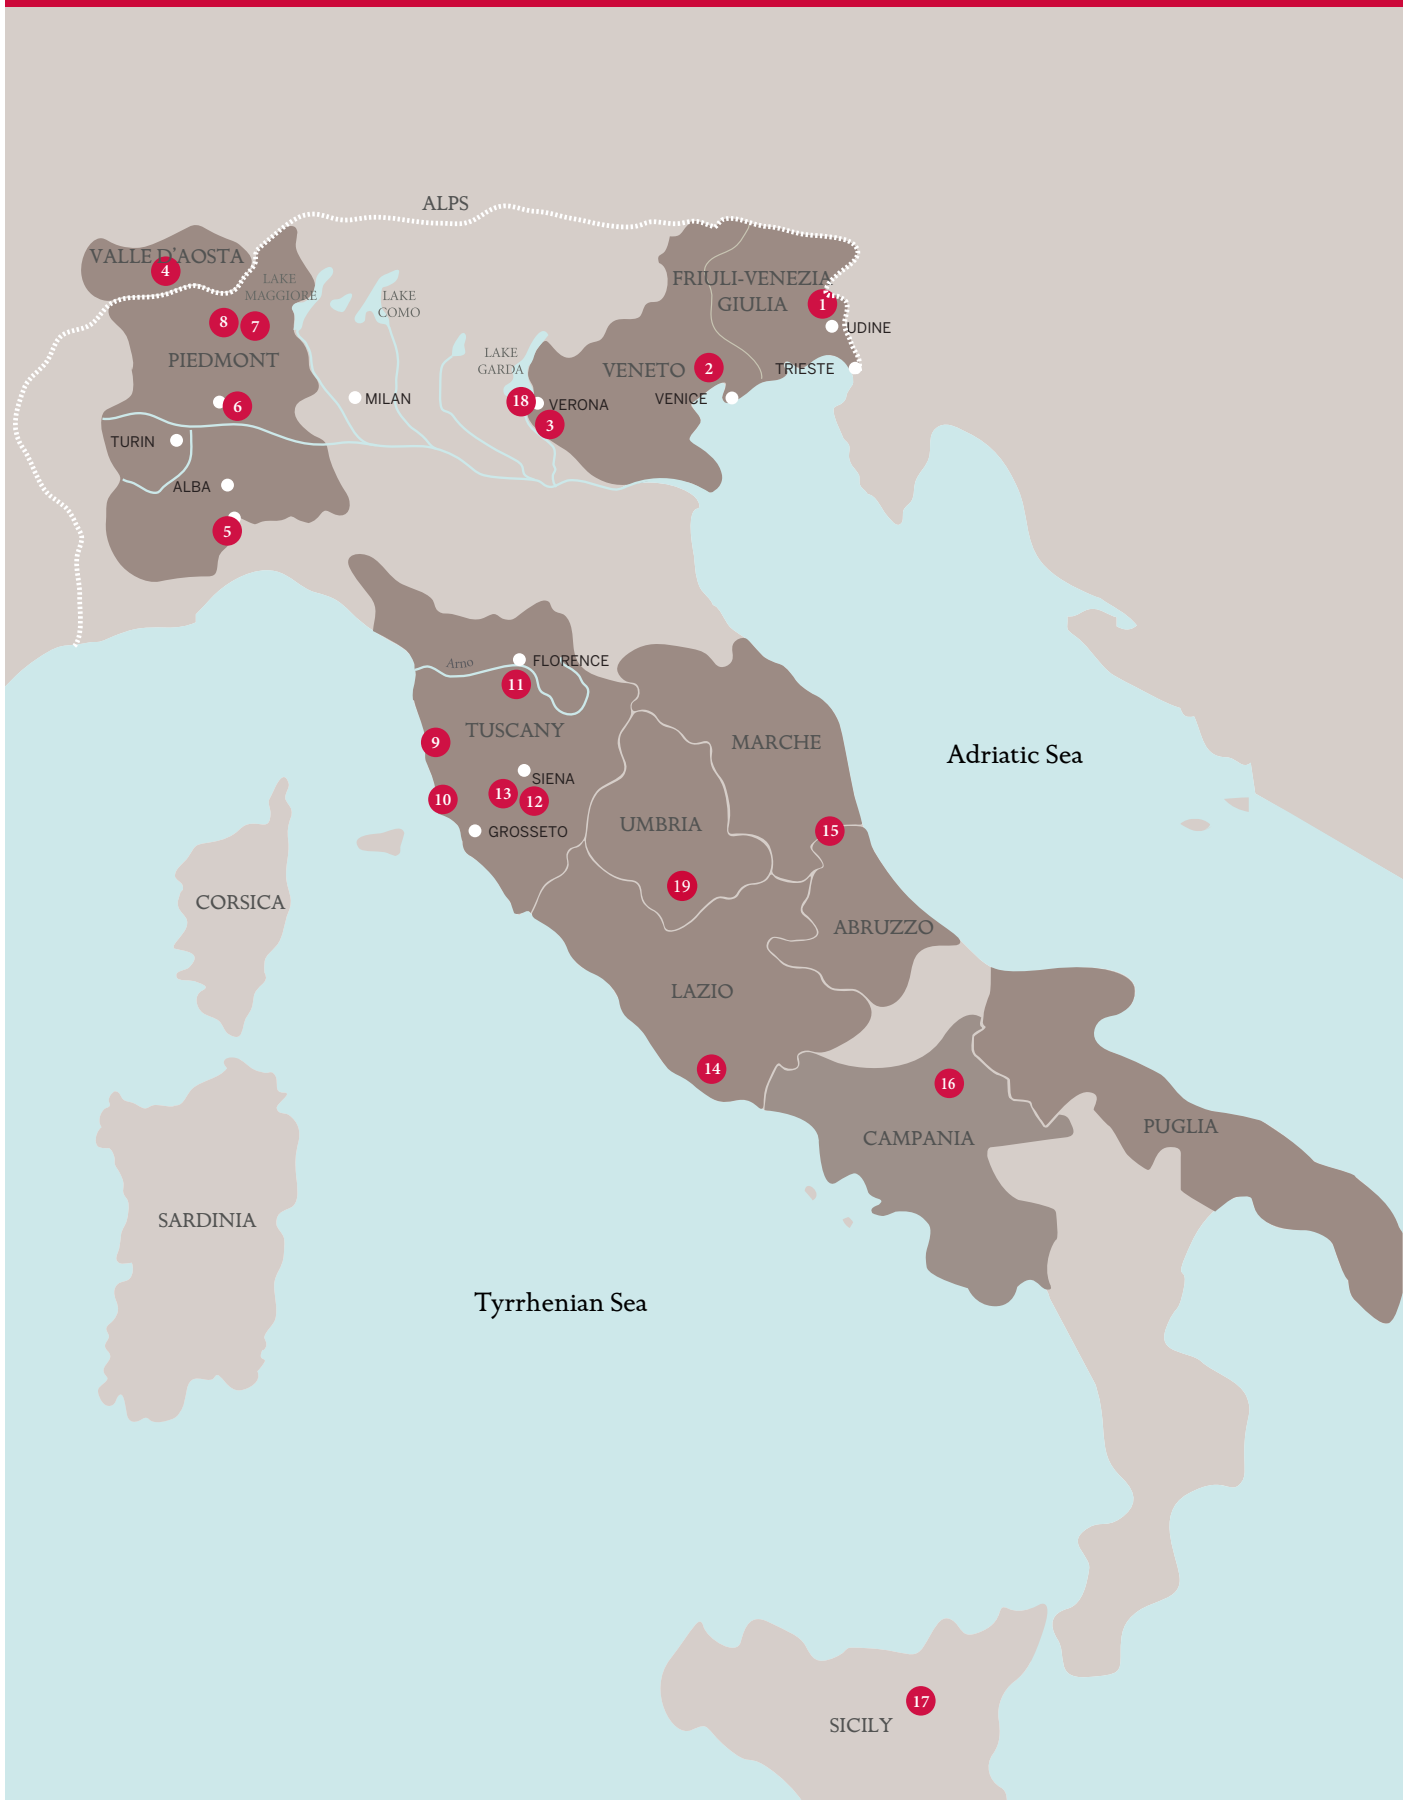 ALPS
VALLE D'AOSTA
4
LAKE
MAGGIORE
LAKE
COMO
FRIULI-VENEZIA
GIULIA
1
UDINE
8
7
PIEDMONT
LAKE
GARDA
VENETO
2
TRIESTE
6
MILAN
18
VERONA
VENICE
3
TURIN
ALBA
5
Arno
FLORENCE
11
TUSCANY
9
MARCHE
Adriatic Sea
SIENA
10
13
12
GROSSETO
UMBRIA
15
19
CORSICA
ABRUZZO
LAZIO
14
16
CAMPANIA
PUGLIA
SARDINIA
Tyrrhenian Sea
17
SICILY